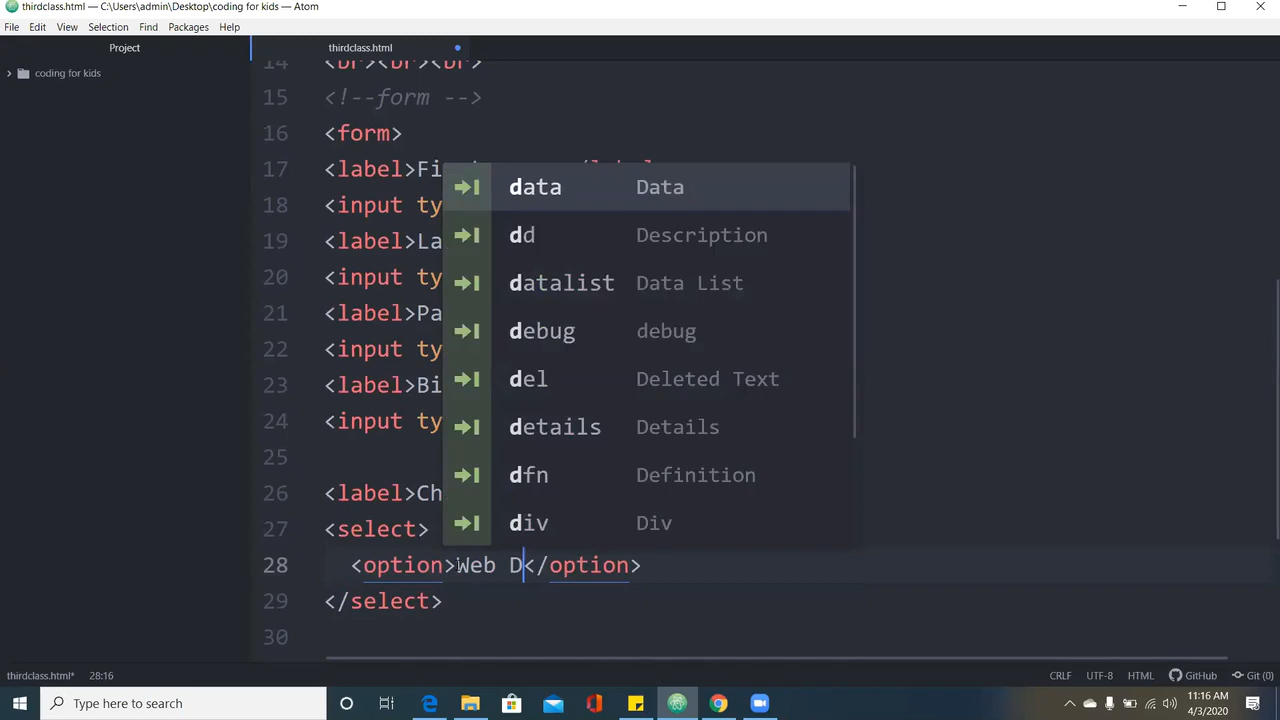 thirdclass.html — C:\Users\admin\Desktop\coding for kids — Atom
File Edit View Selection Find Packages Help
Project
thirdclass.html
coding for kids
14 <br><br><br>
15 <!--form -->
16 <form>
17 <label>Fi
18 <input ty
19 <label>La
20 <input ty
21 <label>Pa
22 <input ty
23 <label>Bi
24 <input ty
25
26 <label>Ch
27 <select>
28 <option>Web D</option>
29 </select>
30
data Data
dd Description
datalist Data List
debug debug
del Deleted Text
details Details
dfn Definition
div Div
thirdclass.html* 28:16
CRLF UTF-8 HTML GitHub Git (0)
Type here to search
11:16 AM
4/3/2020